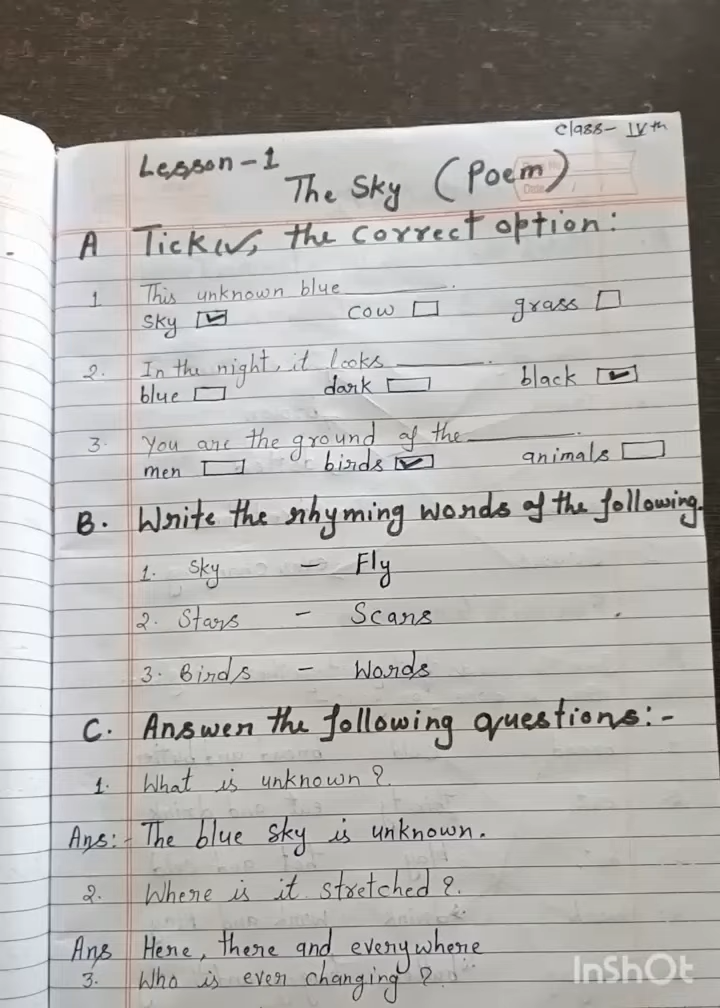 Class- IVth
Lesson-1
The Sky (Poem)
Date
A Tick (✓) the correct option:
1. This unknown blue ________.
sky ☑ cow ☐ grass ☐
2. In the night, it looks ________.
blue ☐ dark ☐ black ☑
3. You are the ground of the ________.
men ☐ birds ☑ animals ☐
B. Write the rhyming words of the following.
1. Sky – Fly
2. Stars – Scars
3. Birds – Words
C. Answer the following questions:-
1. What is unknown?
Ans:- The blue sky is unknown.
2. Where is it stretched?
Ans Here, there and everywhere
3. Who is ever changing?
InShOt